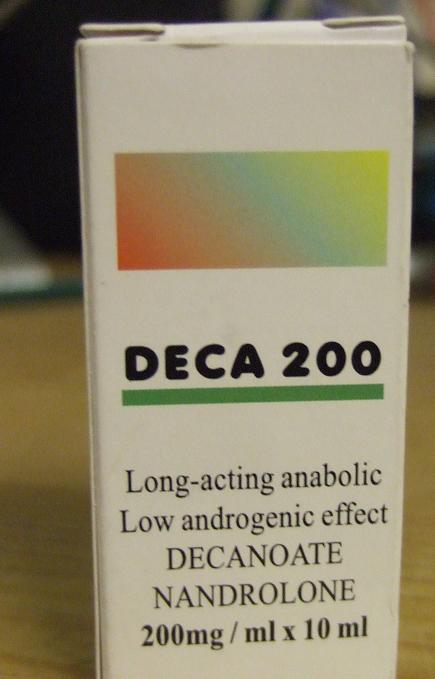 DECA 200
Long-acting anabolic
Low androgenic effect
DECANOATE
NANDROLONE
200mg / ml x 10 ml